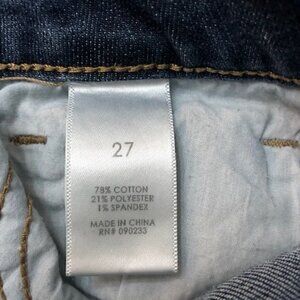 27
78% COTTON
21% POLYESTER
1% SPANDEX
MADE IN CHINA
RN# 090233